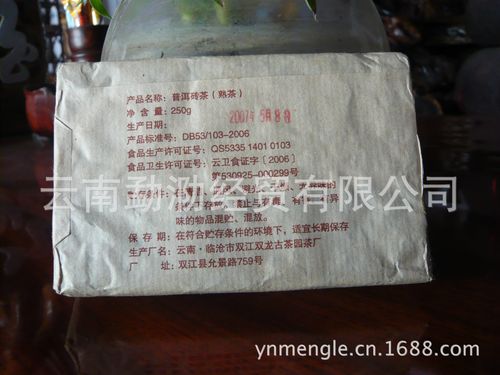 产品名称：普洱砖茶（熟茶）
净 含 量：250g
生产日期：2007年5月8日
产品标准号：DB53/103-2006
食品生产许可证号：QS5335 1401 0103
食品卫生许可证号：云卫食证字［2006］
第530925-000299号
云南勐泐 有限公司
味的物品混贮、混放。
保 存 期：在符合贮存条件的环境下，适宜长期保存
生产厂名：云南·临沧市双江双龙古茶园茶厂
厂 址：双江县允景路759号
ynmengle.cn.1688.com